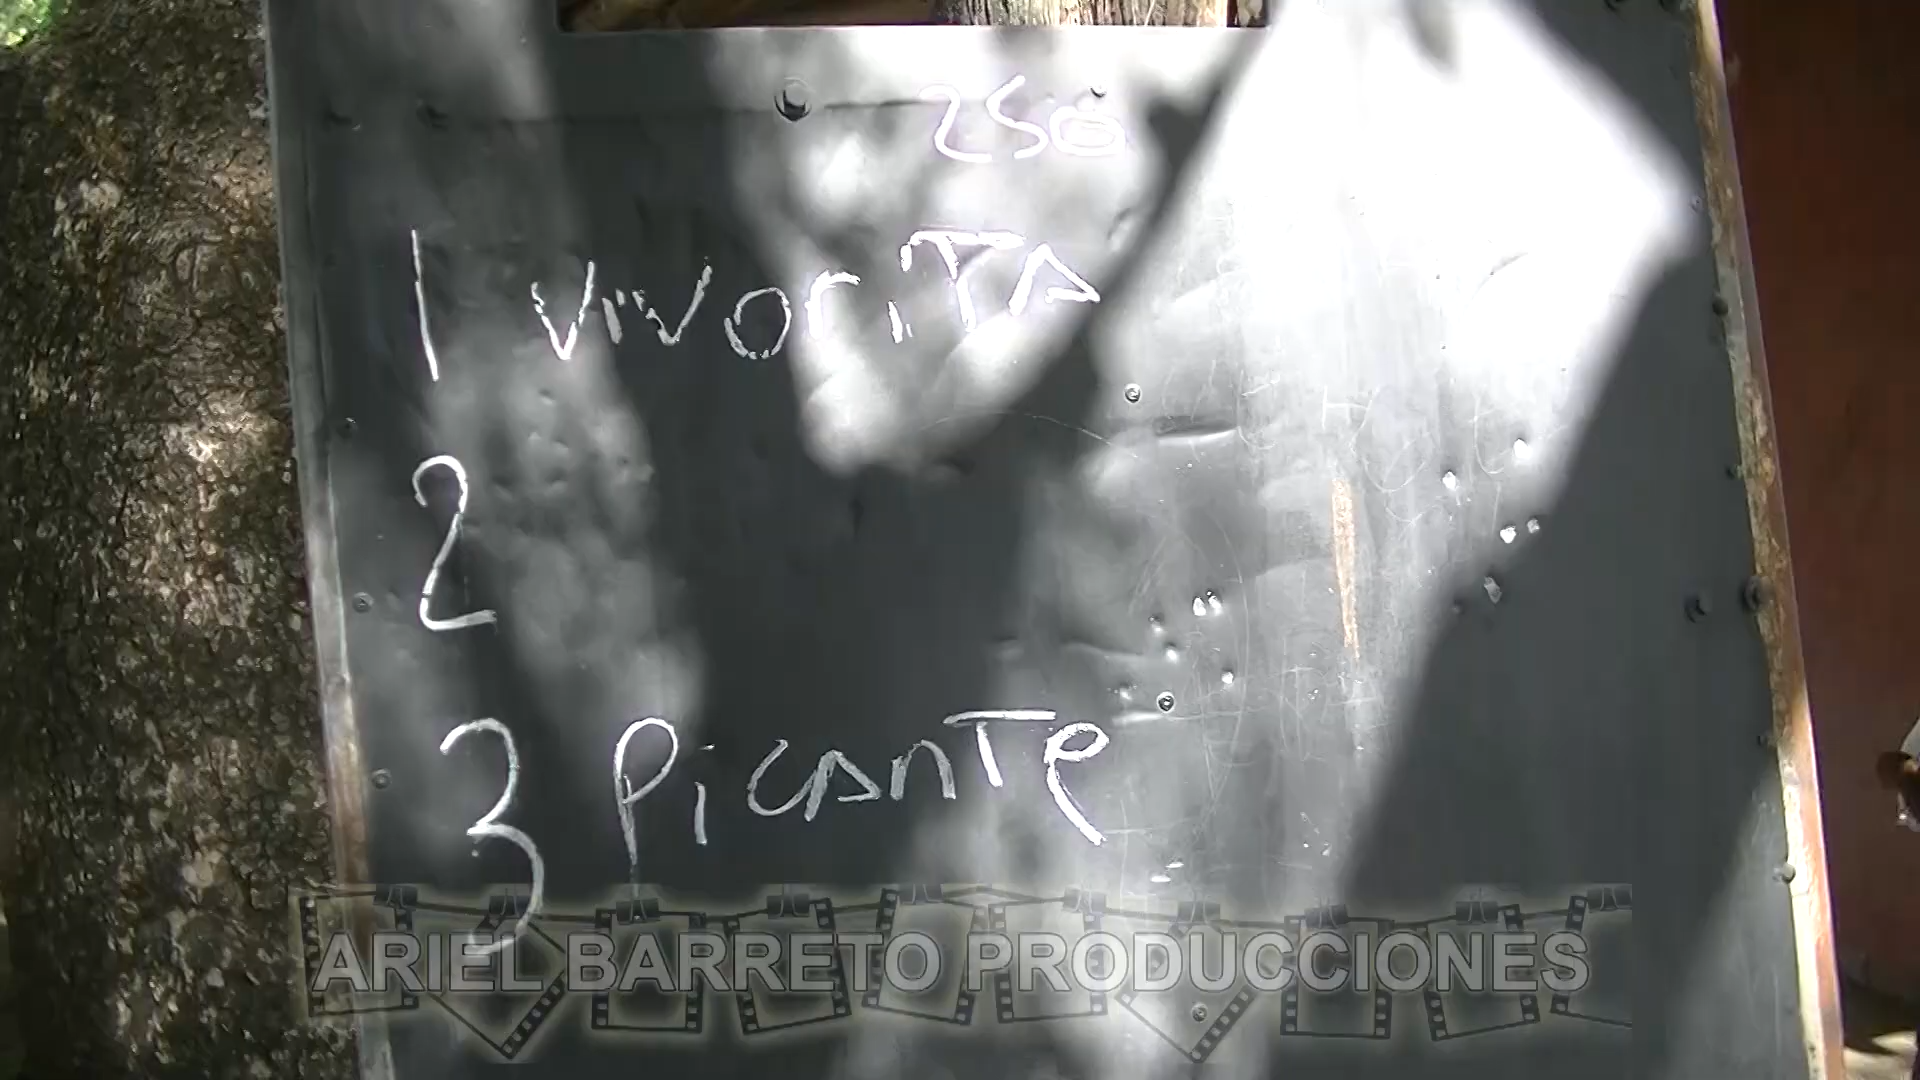 250
1 VIVORITA
2
3 PICANTE
ARIEL BARRETO PRODUCCIONES